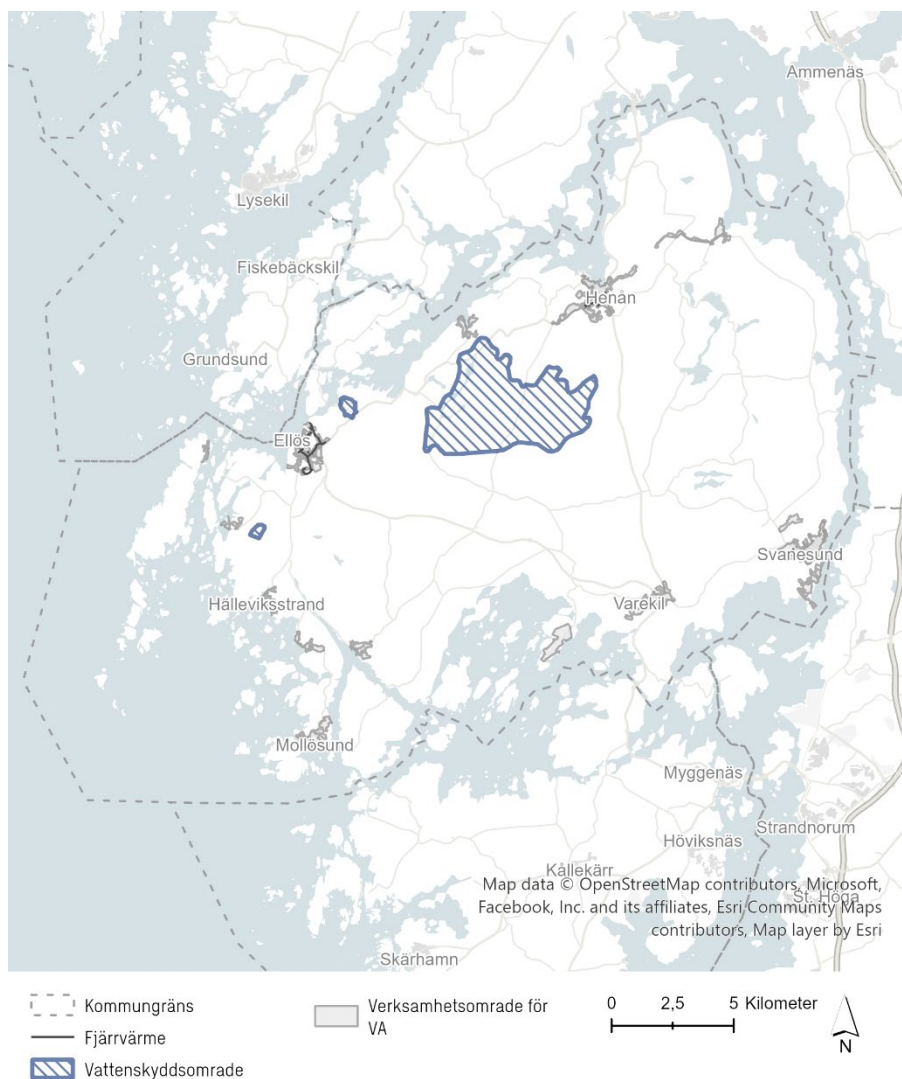 Ammenäs
Lysekil
Fiskebäckskil
Henån
Grundsund
Ellös
Svanesund
Hälleviksstrand
Varekil
Mollösund
Myggenäs
Strandnorum
Höviksnäs
Kållekärr
St. Höga
Map data © OpenStreetMap contributors, Microsoft,
Facebook, Inc. and its affiliates, Esri Community Maps
contributors, Map layer by Esri
Skärhamn
Kommungräns
Fjärrvärme
Vattenskyddsomrade
Verksamhetsomrade för
VA
0 2,5 5 Kilometer
N